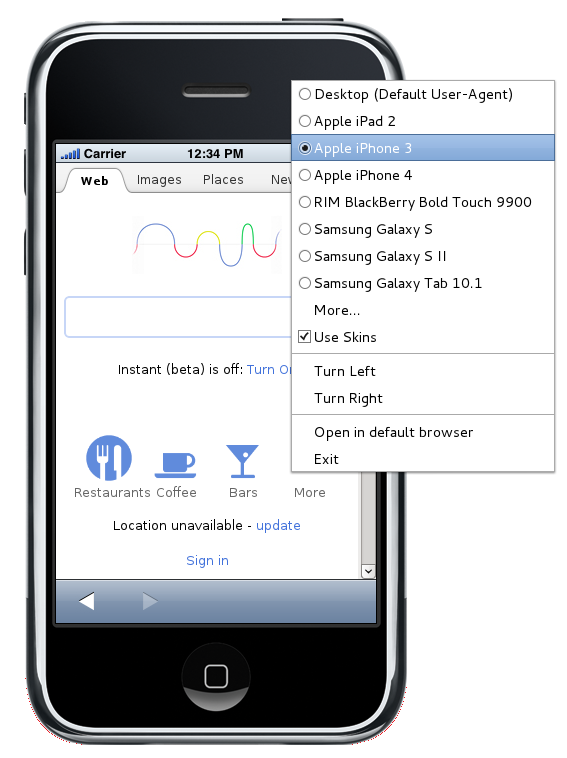 Carrier 12:34 PM
Web Images Places New
Instant (beta) is off: Turn On
Restaurants Coffee Bars More
Location unavailable - update
Sign in
Desktop (Default User-Agent)
Apple iPad 2
Apple iPhone 3
Apple iPhone 4
RIM BlackBerry Bold Touch 9900
Samsung Galaxy S
Samsung Galaxy S II
Samsung Galaxy Tab 10.1
More...
Use Skins
Turn Left
Turn Right
Open in default browser
Exit